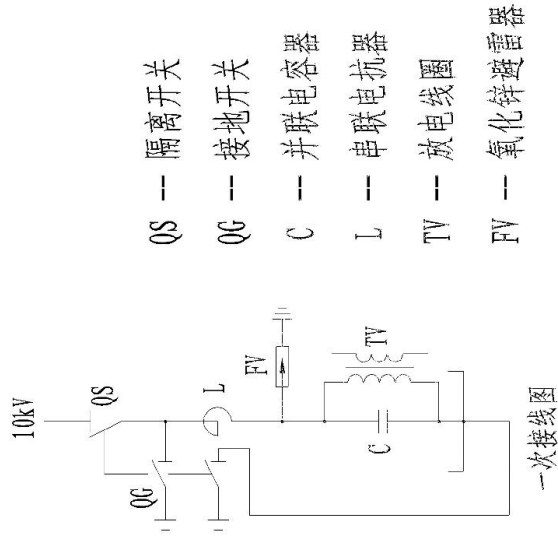 10kV
QS
QG
L
FV
C
TV
一次接线图
QS -- 隔离开关
QG -- 接地开关
C -- 并联电容器
L -- 串联电抗器
TV -- 放电线圈
FV -- 氧化锌避雷器